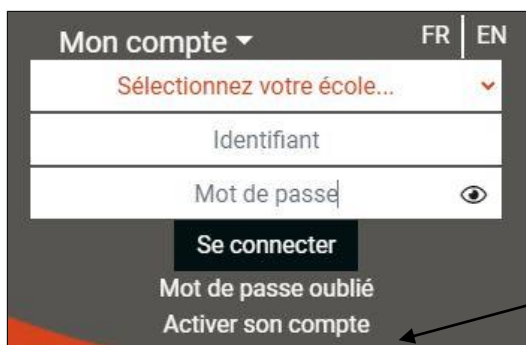 Mon compte FR EN
Sélectionnez votre école...
Identifiant
Mot de passe
Se connecter
Mot de passe oublié
Activer son compte